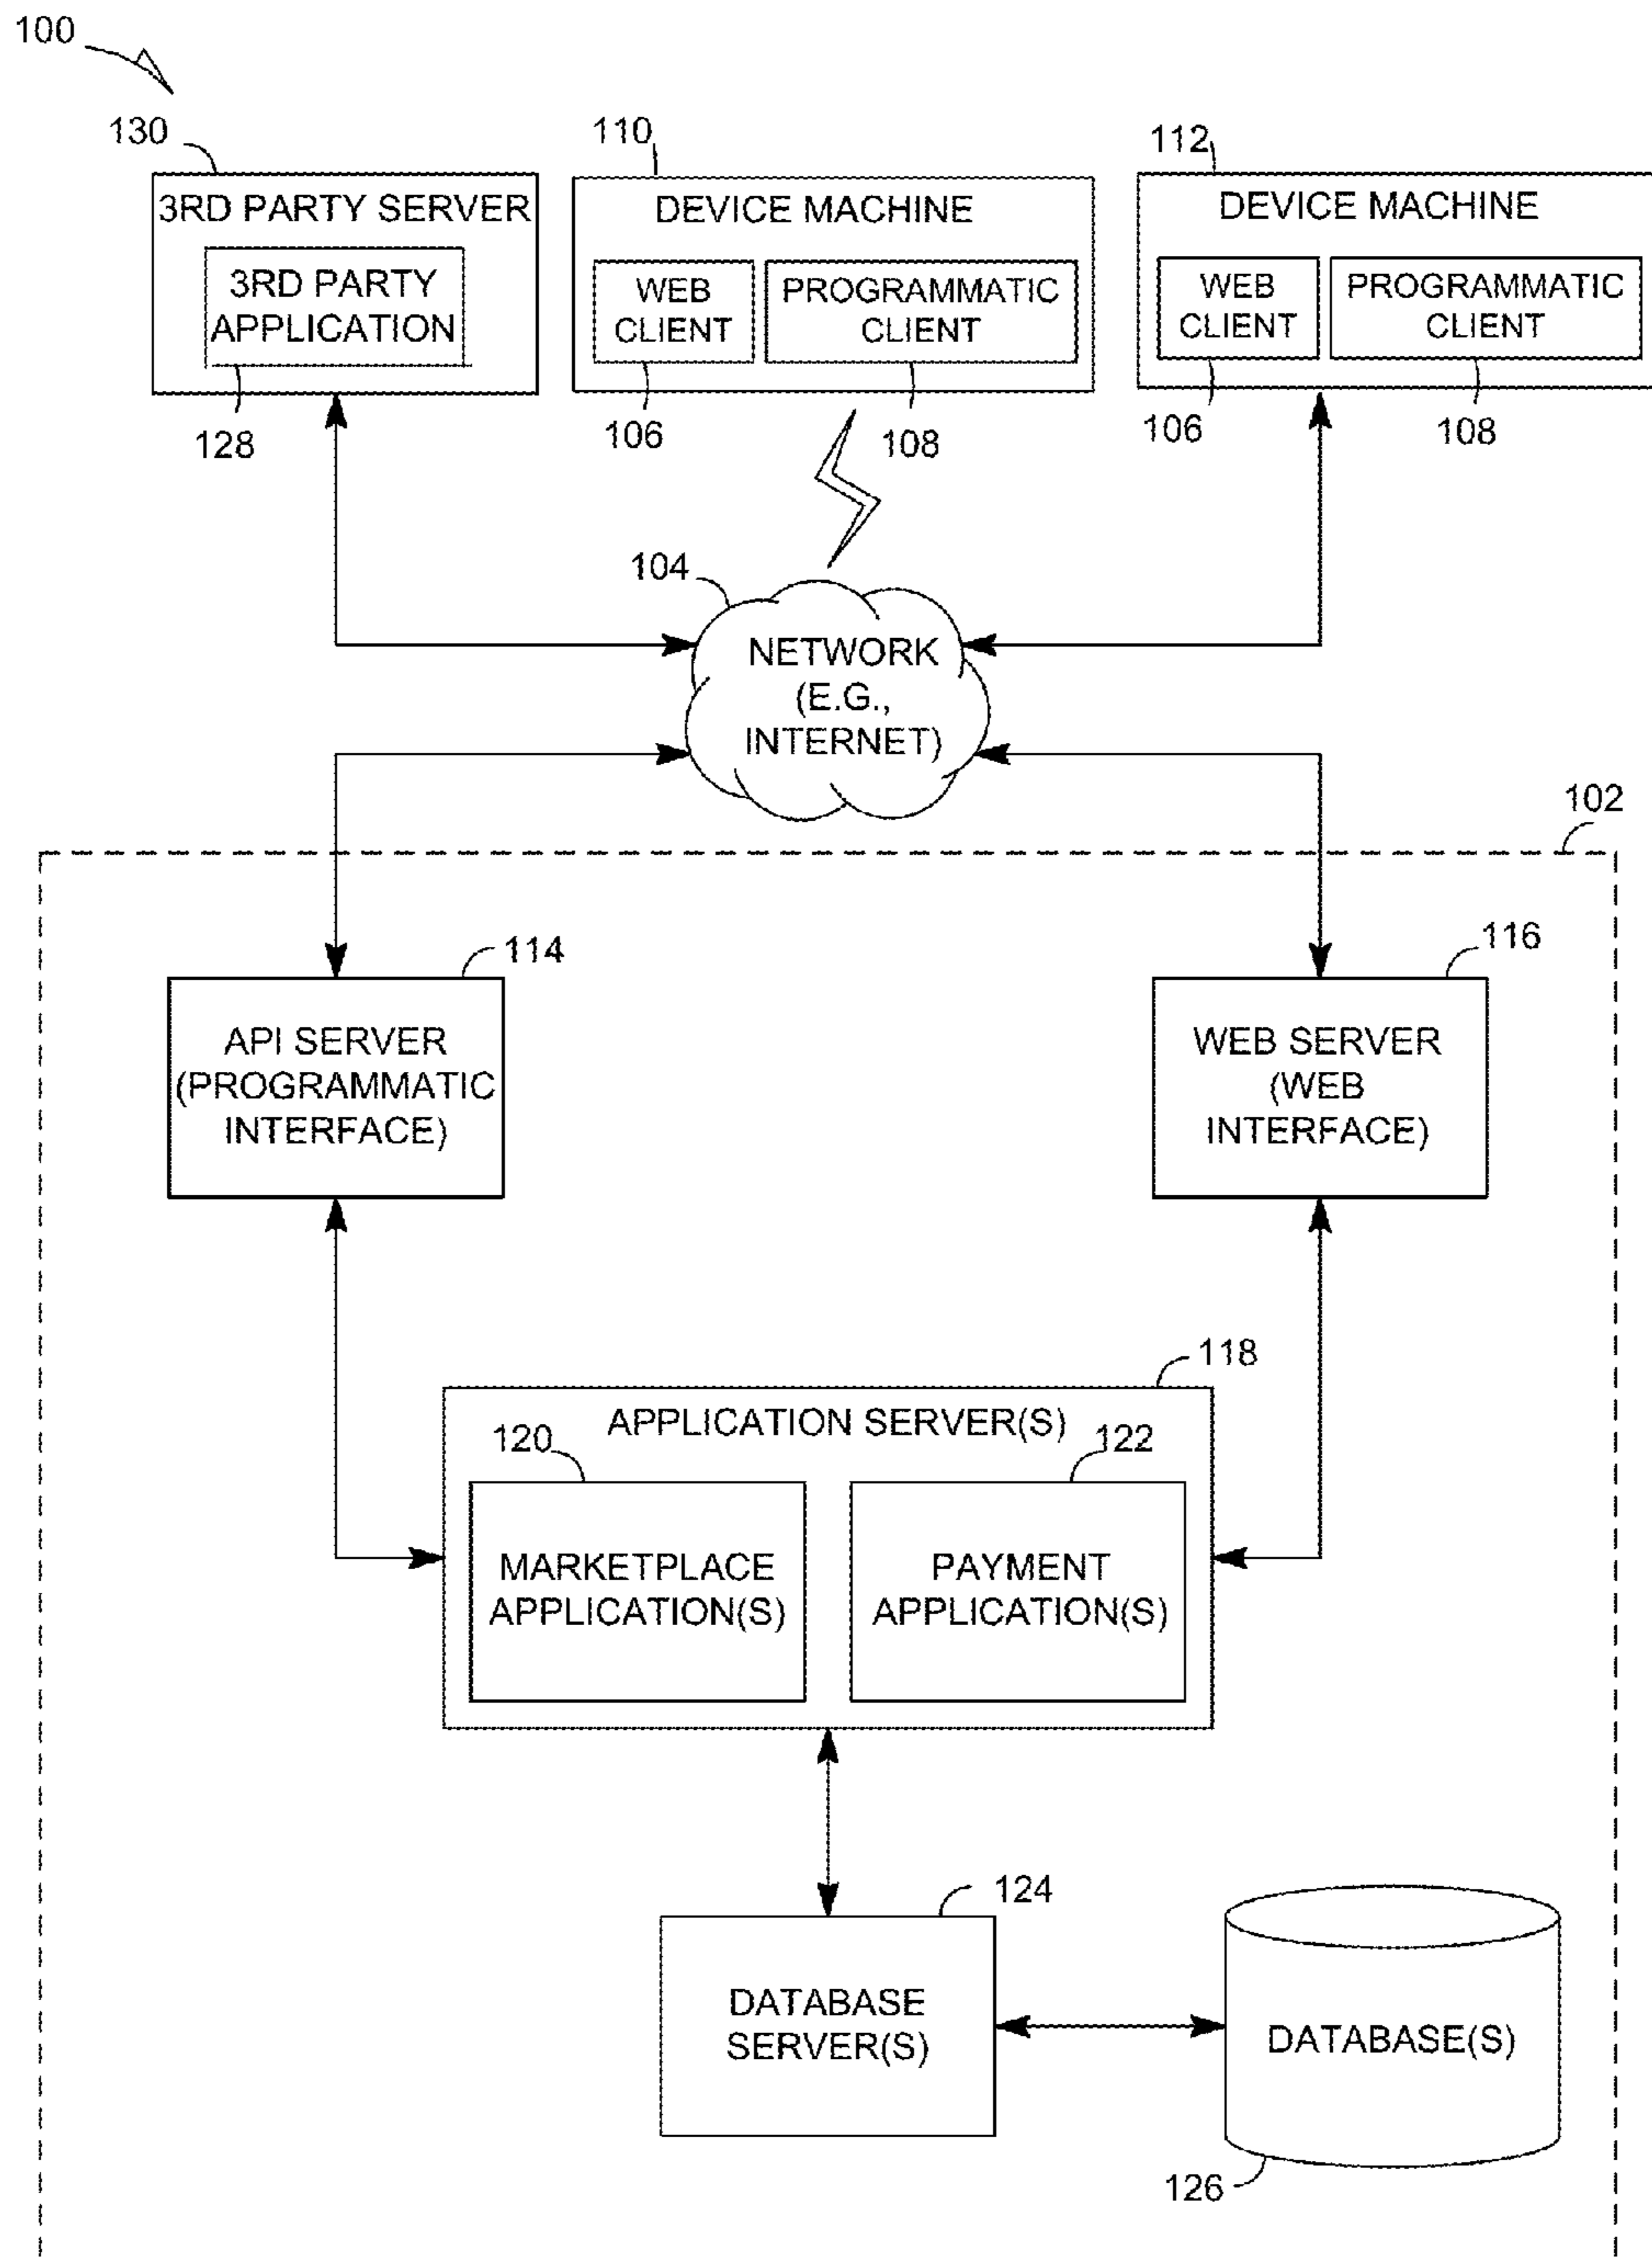 100
130
110
112
3RD PARTY SERVER
3RD PARTY
APPLICATION
128
DEVICE MACHINE
WEB
CLIENT
PROGRAMMATIC
CLIENT
106
108
DEVICE MACHINE
WEB
CLIENT
PROGRAMMATIC
CLIENT
106
108
104
NETWORK
(E.G.,
INTERNET)
102
114
API SERVER
(PROGRAMMATIC
INTERFACE)
116
WEB SERVER
(WEB
INTERFACE)
118
APPLICATION SERVER(S)
120
MARKETPLACE
APPLICATION(S)
122
PAYMENT
APPLICATION(S)
124
DATABASE
SERVER(S)
DATABASE(S)
126